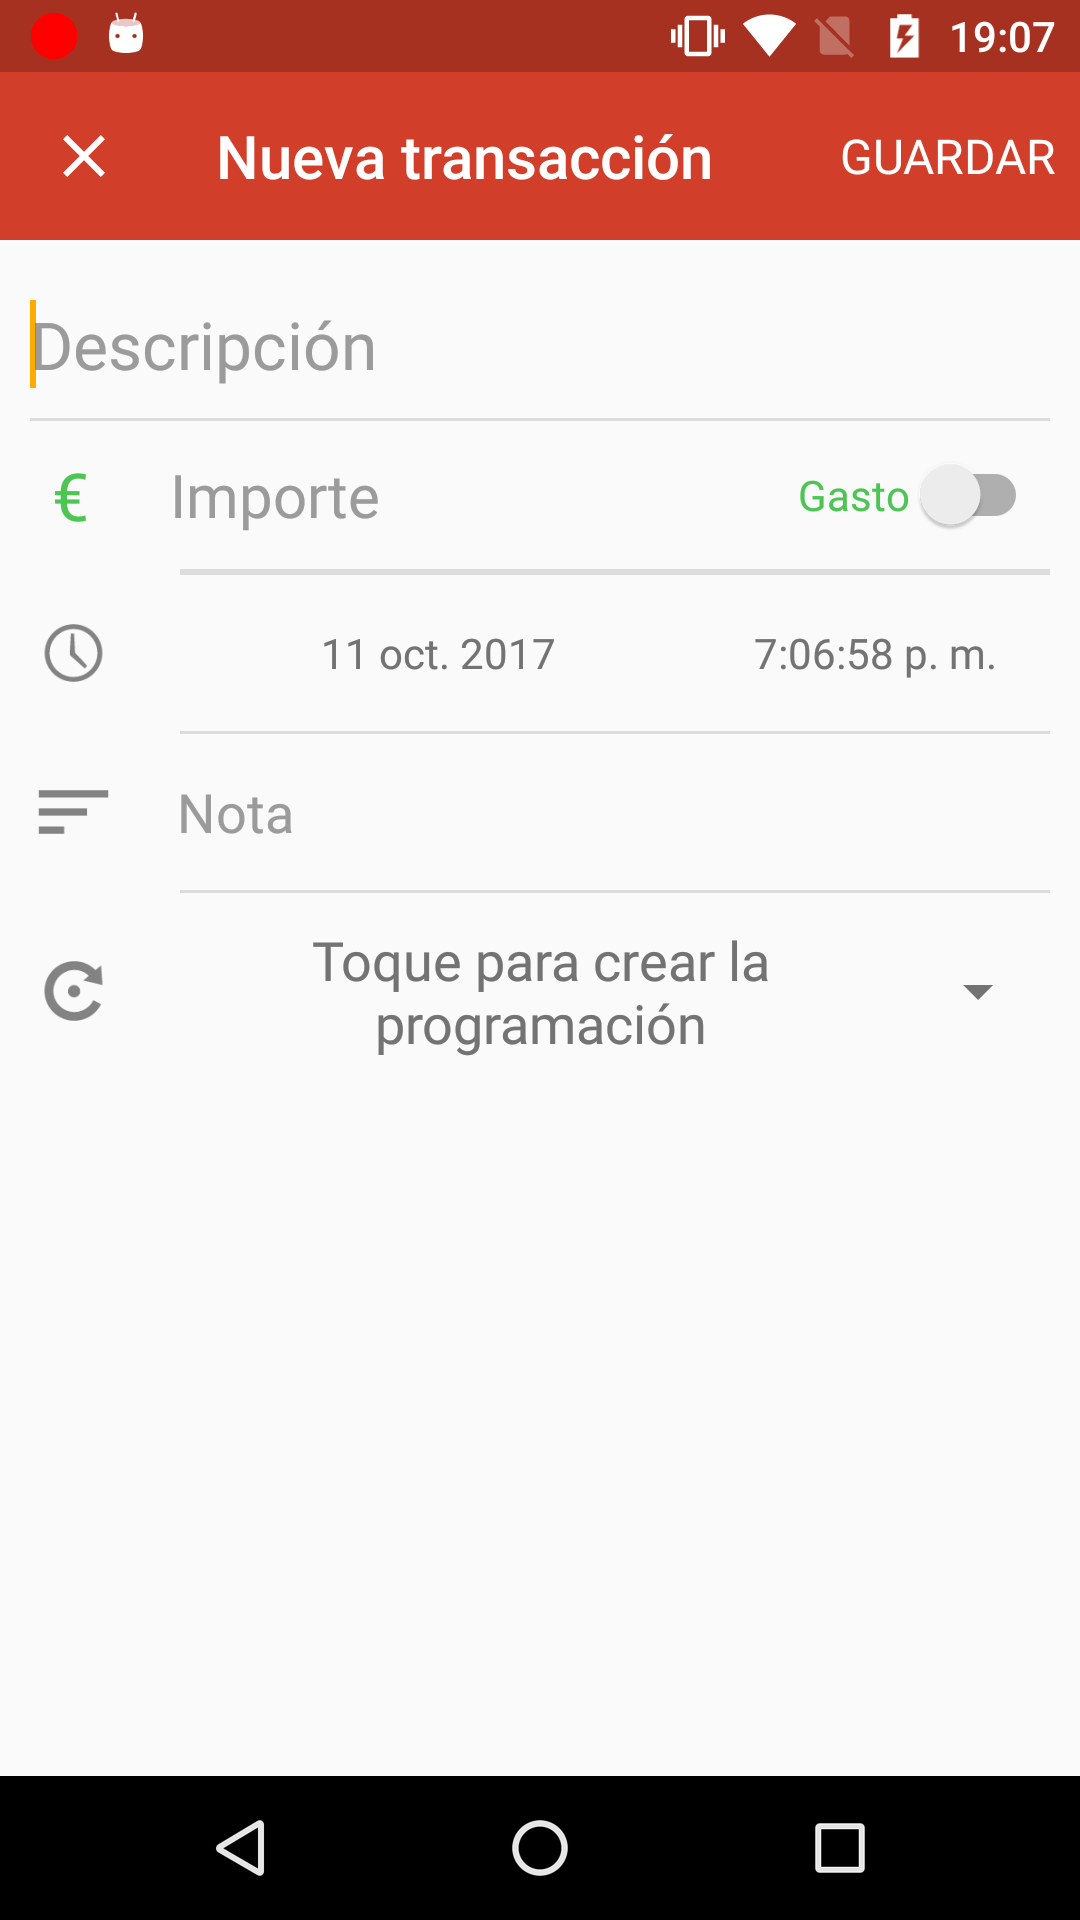 19:07
Nueva transacción
GUARDAR
Descripción
€
Importe
Gasto
11 oct. 2017
7:06:58 p. m.
Nota
Toque para crear la
programación